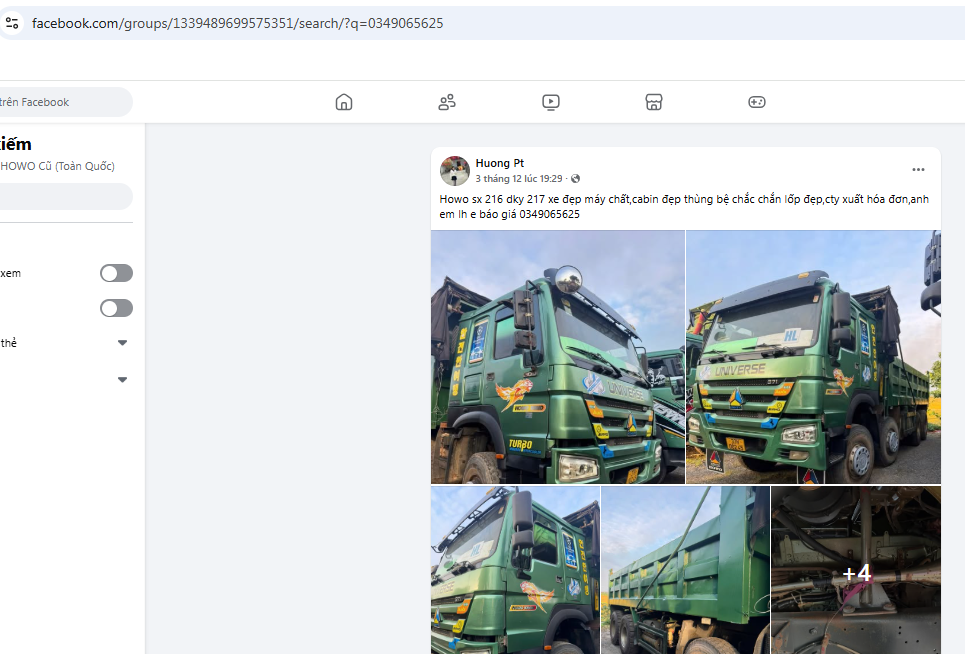 facebook.com/groups/1339489699575351/search/?q=0349065625
trên Facebook
kiếm
HOWO Cũ (Toàn Quốc)
xem
thẻ
Huong Pt
3 tháng 12 lúc 19:29 ·
Howo sx 216 dky 217 xe đẹp máy chất,cabin đẹp thùng bệ chắc chắn lốp đẹp,cty xuất hóa đơn,anh
em lh e báo giá 0349065625
UNIVERSE
TURBO
HL
UNIVERSE
371
+4